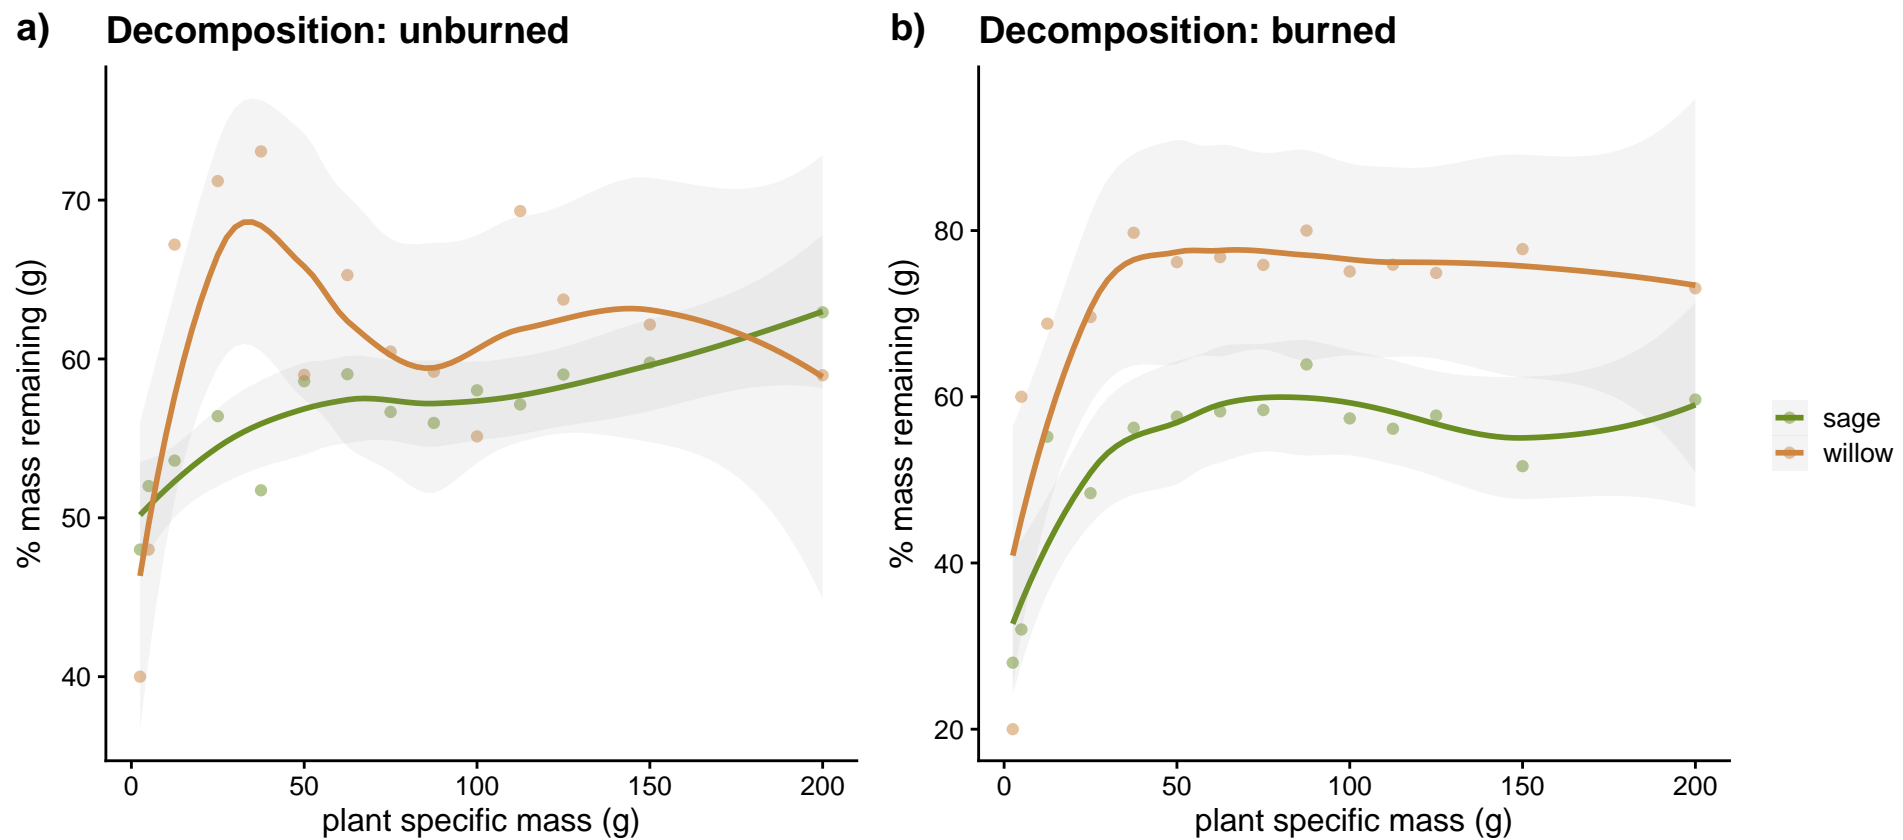 a) Decomposition: unburned
% mass remaining (g)
70
60
50
40
0 50 100 150 200
plant specific mass (g)
b) Decomposition: burned
% mass remaining (g)
80
60
40
20
0 50 100 150 200
plant specific mass (g)
sage
willow